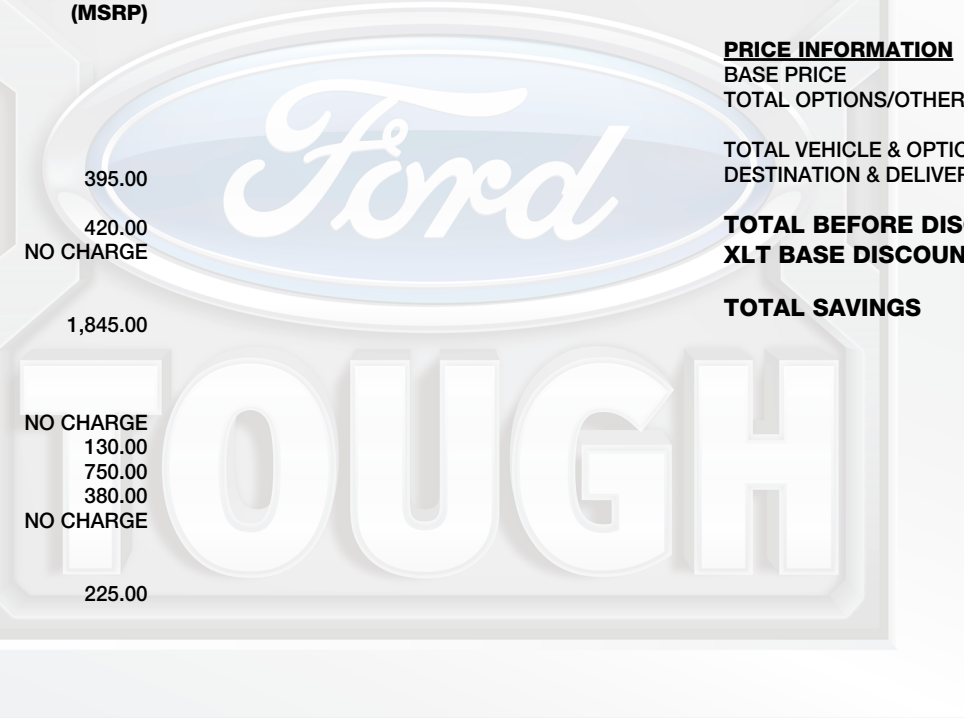 (MSRP)
395.00
420.00
NO CHARGE
1,845.00
NO CHARGE
130.00
750.00
380.00
NO CHARGE
225.00
Ford
TOUGH
PRICE INFORMATION
BASE PRICE
TOTAL OPTIONS/OTHER
TOTAL VEHICLE & OPTIO
DESTINATION & DELIVER
TOTAL BEFORE DIS
XLT BASE DISCOUN
TOTAL SAVINGS